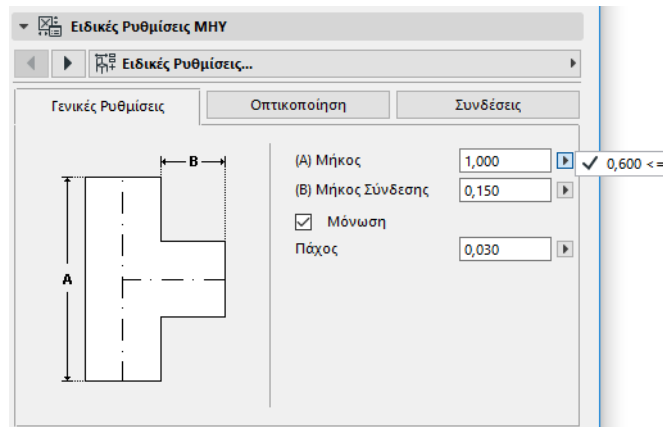 Ειδικές Ρυθμίσεις ΜΗΥ
Ειδικές Ρυθμίσεις...
Γενικές Ρυθμίσεις Οπτικοποίηση Συνδέσεις
B
A
(A) Μήκος 1,000 0,600 <=
(B) Μήκος Σύνδεσης 0,150
Μόνωση
Πάχος 0,030